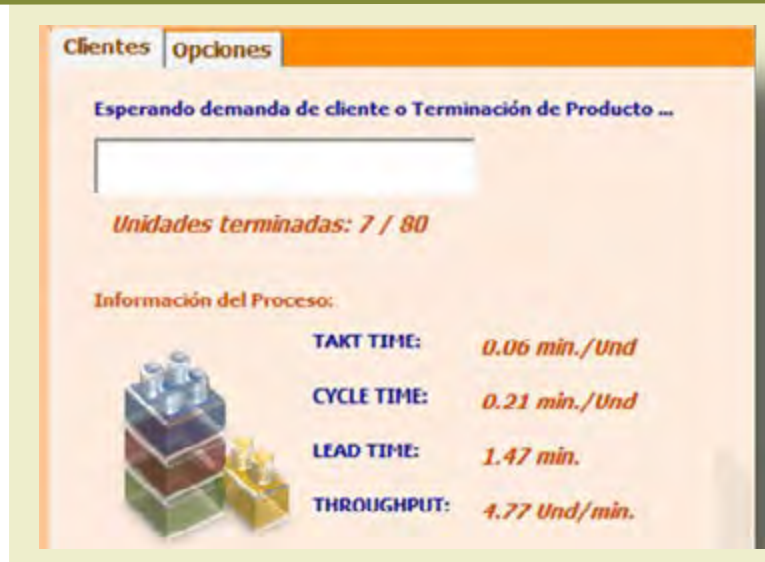 Clientes Opciones
Esperando demanda de cliente o Terminación de Producto ...
Unidades terminadas: 7 / 80
Información del Proceso:
TAKT TIME: 0.06 min./Und
CYCLE TIME: 0.21 min./Und
LEAD TIME: 1.47 min.
THROUGHPUT: 4.77 Und/min.